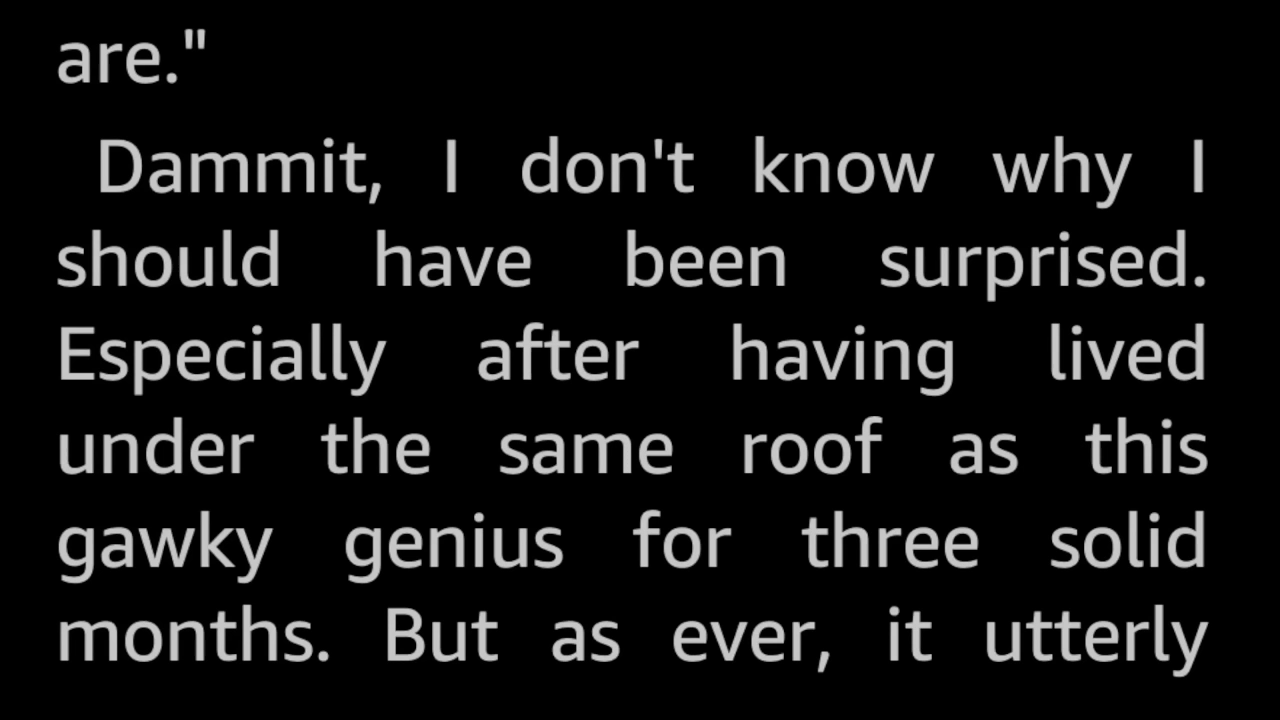 are."
Dammit, I don't know why I
should have been surprised.
Especially after having lived
under the same roof as this
gawky genius for three solid
months. But as ever, it utterly